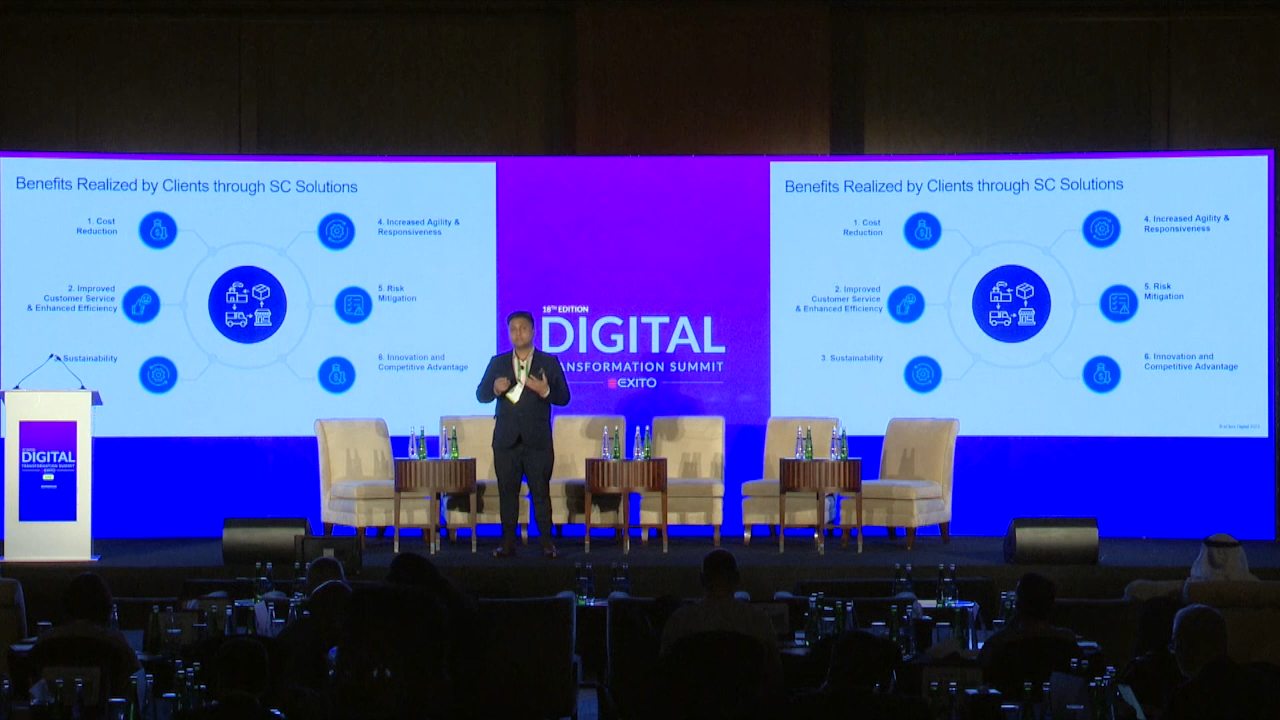 Benefits Realized by Clients through SC Solutions
1. Cost
Reduction
2. Improved
Customer Service
& Enhanced Efficiency
Sustainability
4. Increased Agility &
Responsiveness
5. Risk
Mitigation
6. Innovation and
Competitive Advantage
18TH EDITION
DIGITAL
TRANSFORMATION SUMMIT
EXITO
Benefits Realized by Clients through SC Solutions
1. Cost
Reduction
2. Improved
Customer Service
& Enhanced Efficiency
3. Sustainability
4. Increased Agility &
Responsiveness
5. Risk
Mitigation
6. Innovation and
Competitive Advantage
DIGITAL
TRANSFORMATION SUMMIT